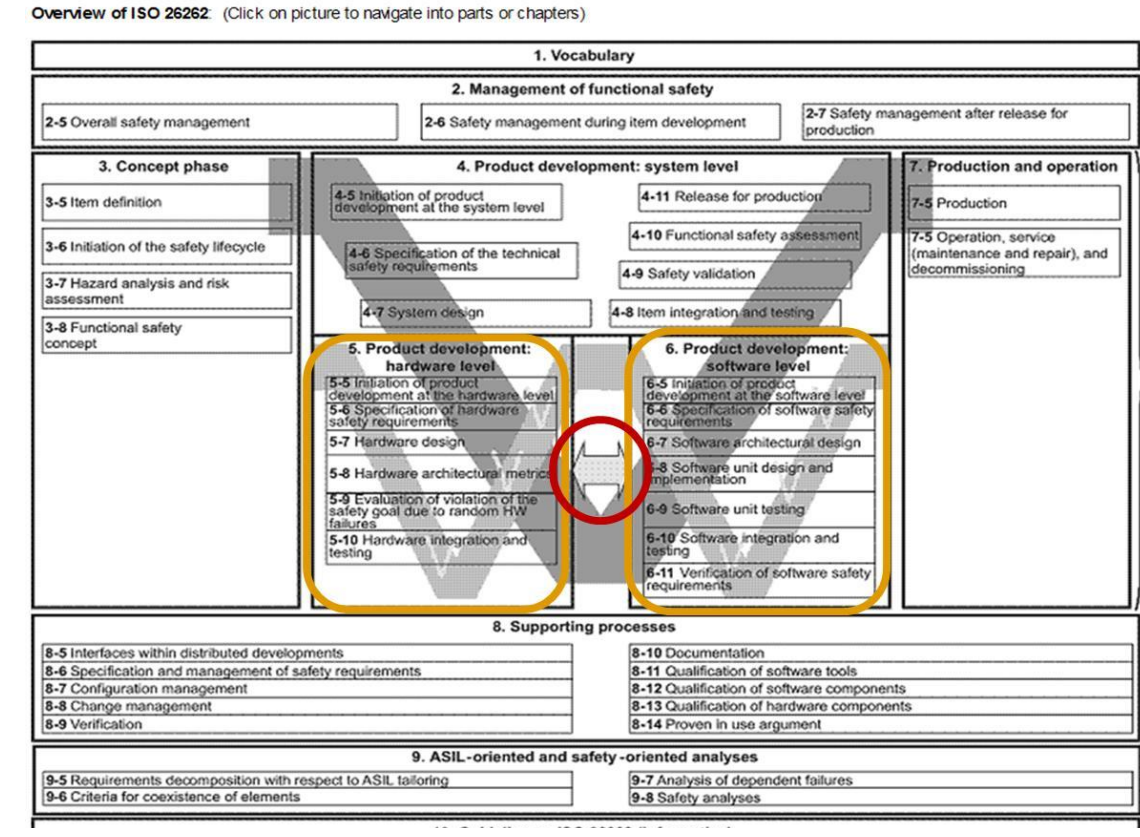 Overview of ISO 26262: (Click on picture to navigate into parts or chapters)
1. Vocabulary
2. Management of functional safety
2-5 Overall safety management
2-6 Safety management during item development
2-7 Safety management after release for
production
3. Concept phase
3-5 Item definition
3-6 Initiation of the safety lifecycle
3-7 Hazard analysis and risk
assessment
3-8 Functional safety
concept
4. Product development: system level
4-5 Initiation of product
development at the system level
4-6 Specification of the technical
safety requirements
4-7 System design
4-11 Release for production
4-10 Functional safety assessment
4-9 Safety validation
4-8 Item integration and testing
7. Production and operation
7-5 Production
7-5 Operation, service
(maintenance and repair), and
decommissioning
5. Product development:
hardware level
5-5 Initiation of product
development at the hardware level
5-6 Specification of hardware
safety requirements
5-7 Hardware design
5-8 Hardware architectural metrics
5-9 Evaluation of violation of the
safety goal due to random HW
failures
5-10 Hardware integration and
testing
6. Product development:
software level
6-5 Initiation of product
development at the software level
6-6 Specification of software safety
requirements
6-7 Software architectural design
6-8 Software unit design and
implementation
6-9 Software unit testing
6-10 Software integration and
testing
6-11 Verification of software safety
requirements
8. Supporting processes
8-5 Interfaces within distributed developments
8-6 Specification and management of safety requirements
8-7 Configuration management
8-8 Change management
8-9 Verification
8-10 Documentation
8-11 Qualification of software tools
8-12 Qualification of software components
8-13 Qualification of hardware components
8-14 Proven in use argument
9. ASIL-oriented and safety-oriented analyses
9-5 Requirements decomposition with respect to ASIL tailoring
9-6 Criteria for coexistence of elements
9-7 Analysis of dependent failures
9-8 Safety analyses